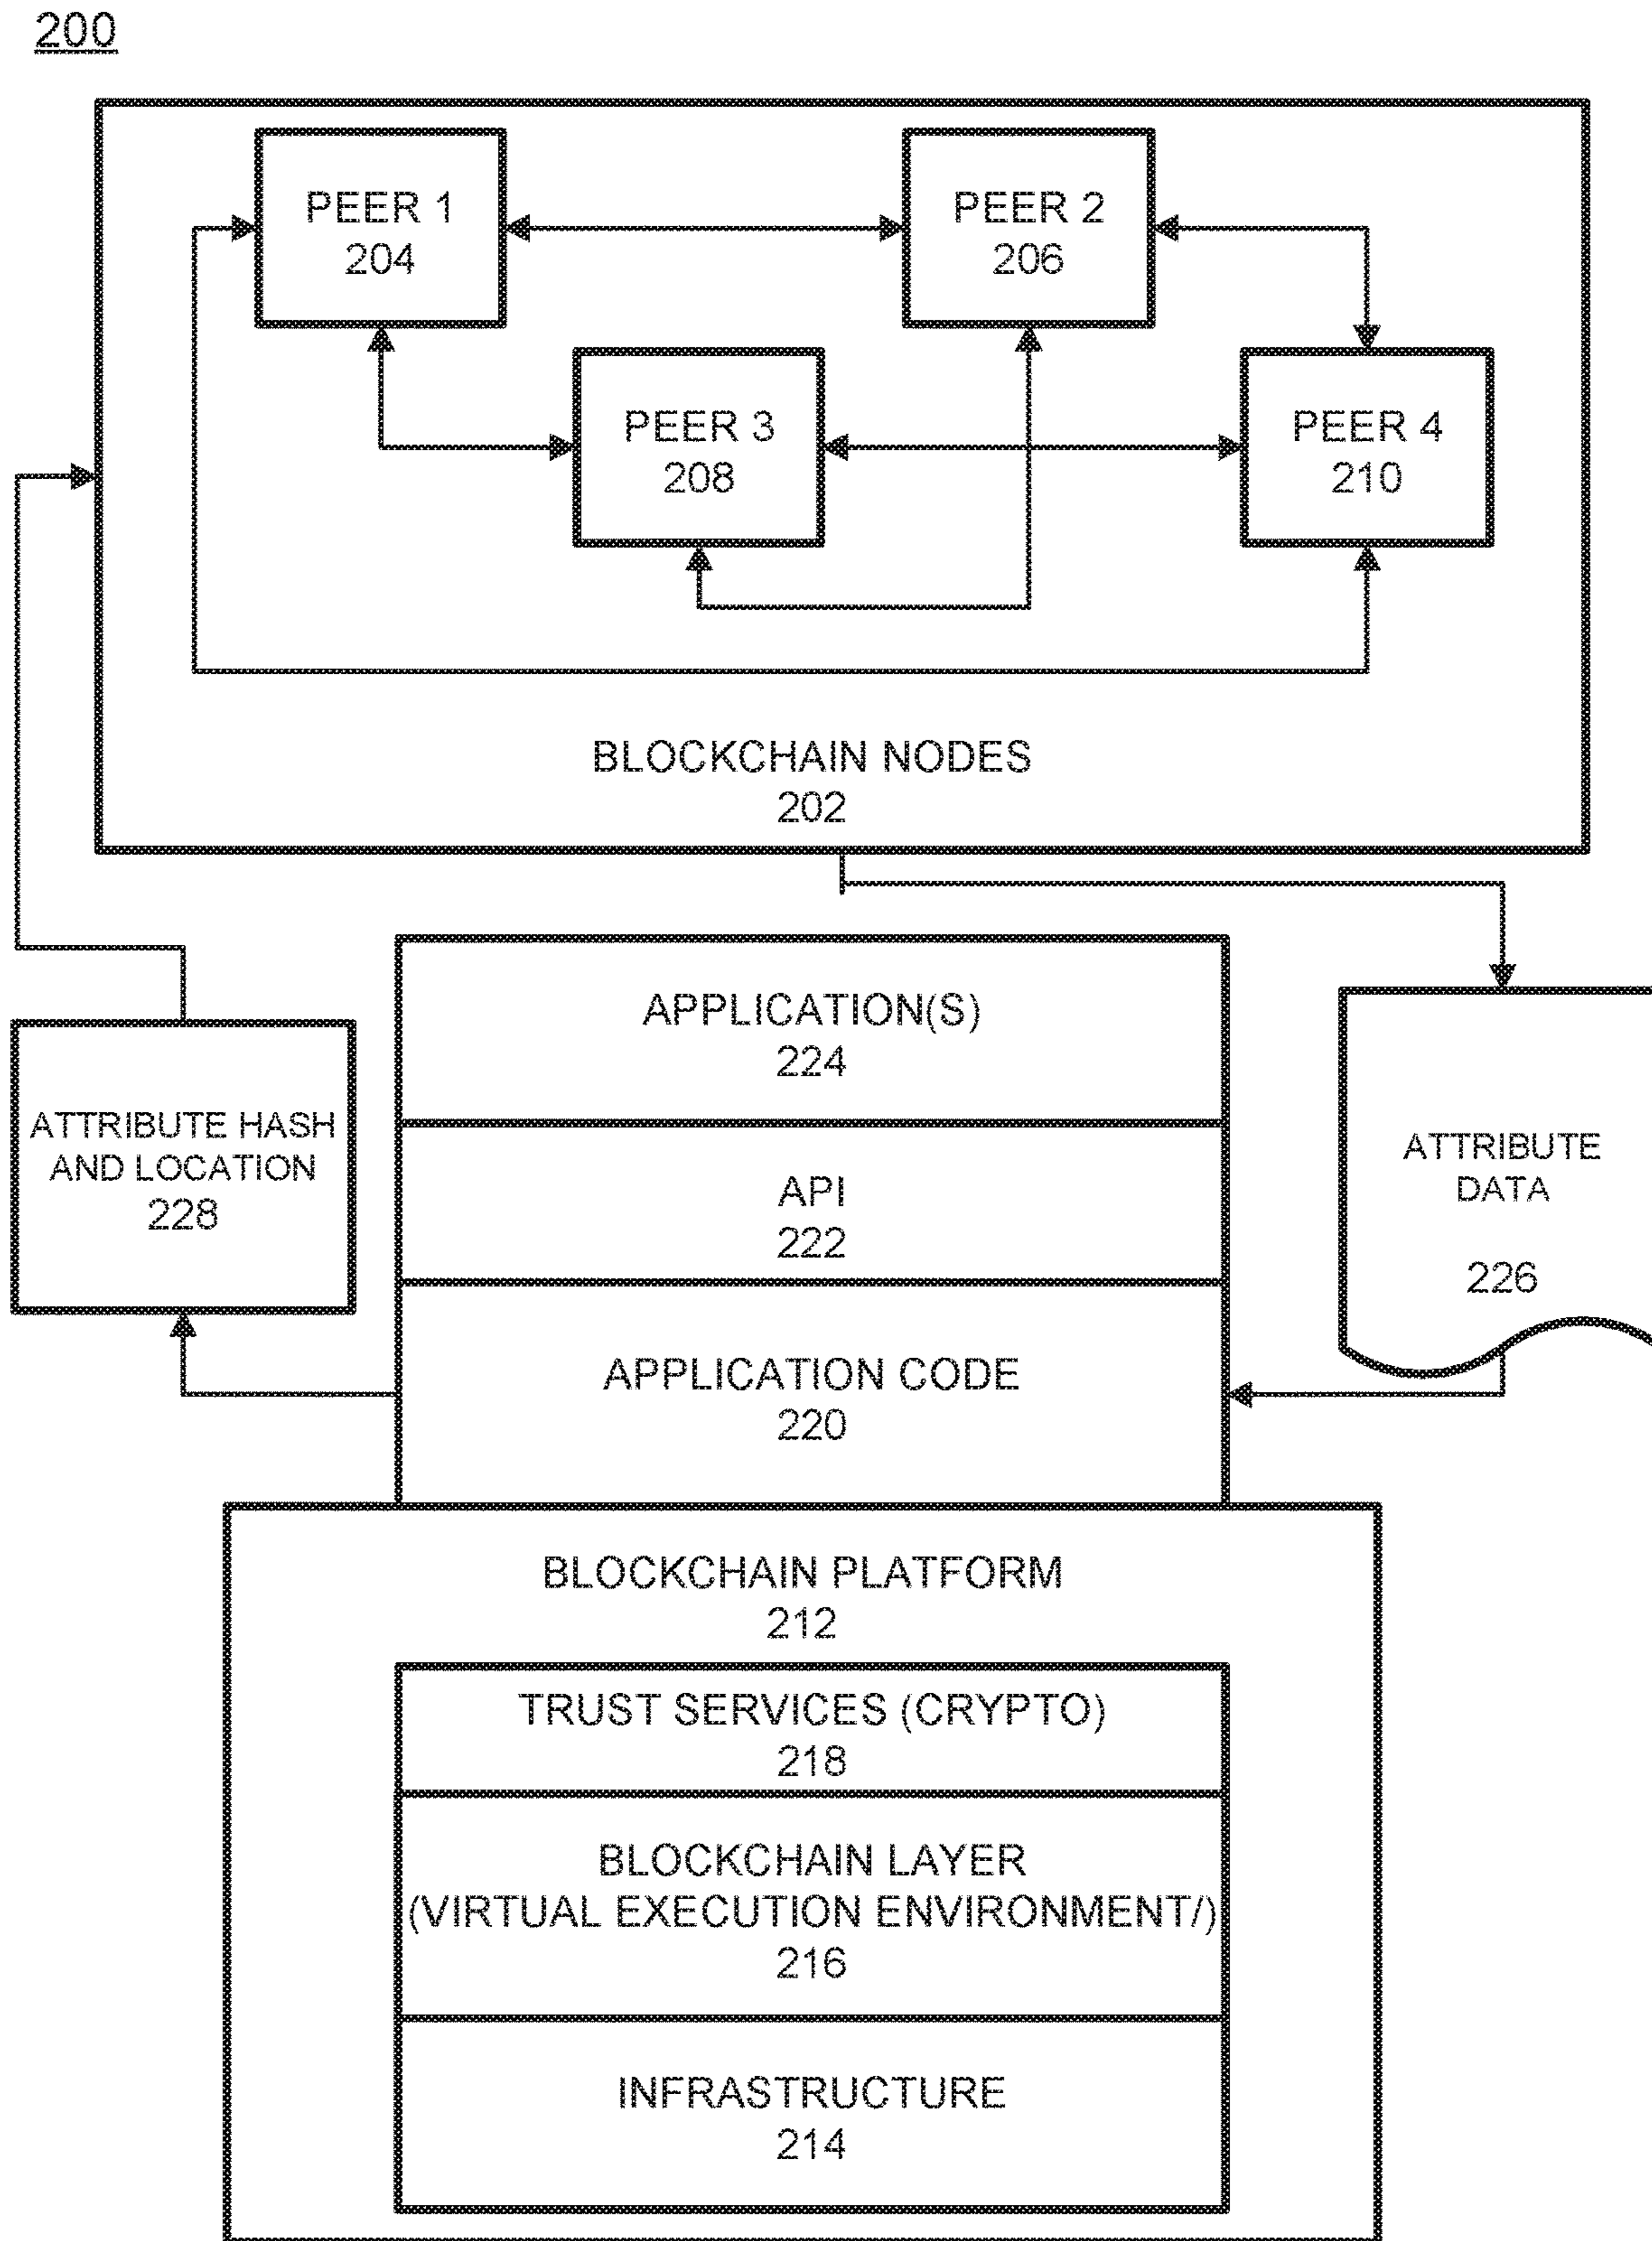 200
PEER 1
204
PEER 2
206
PEER 3
208
PEER 4
210
BLOCKCHAIN NODES
202
APPLICATION(S)
224
ATTRIBUTE HASH
AND LOCATION
228
API
222
ATTRIBUTE
DATA
226
APPLICATION CODE
220
BLOCKCHAIN PLATFORM
212
TRUST SERVICES (CRYPTO)
218
BLOCKCHAIN LAYER
(VIRTUAL EXECUTION ENVIRONMENT/)
216
INFRASTRUCTURE
214